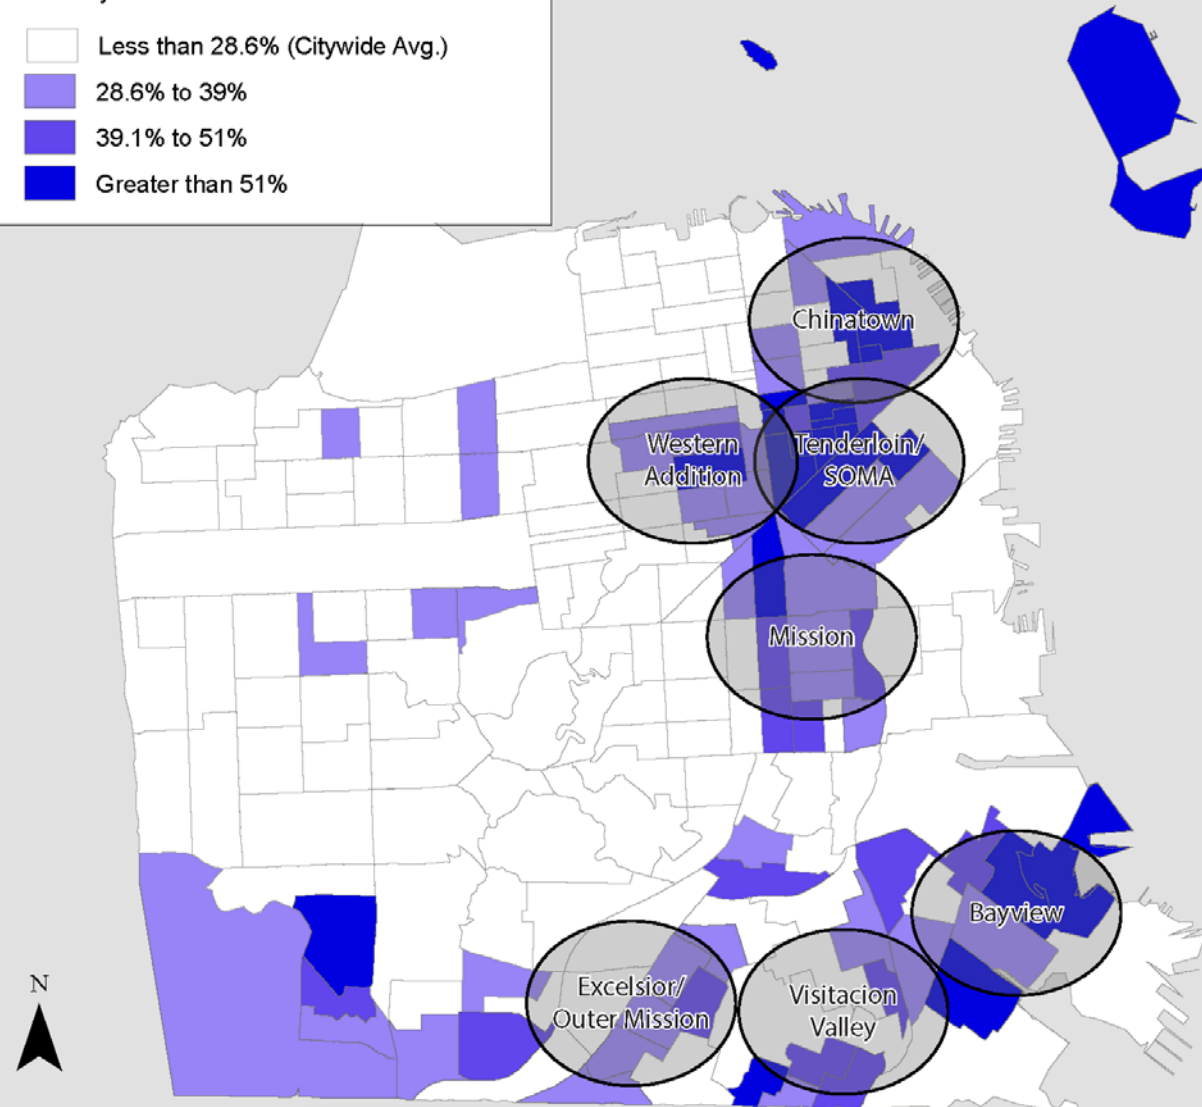 Less than 28.6% (Citywide Avg.)
28.6% to 39%
39.1% to 51%
Greater than 51%
Chinatown
Western
Addition
Tenderloin/
SOMA
Mission
Bayview
Excelsior/
Outer Mission
Visitacion
Valley
N